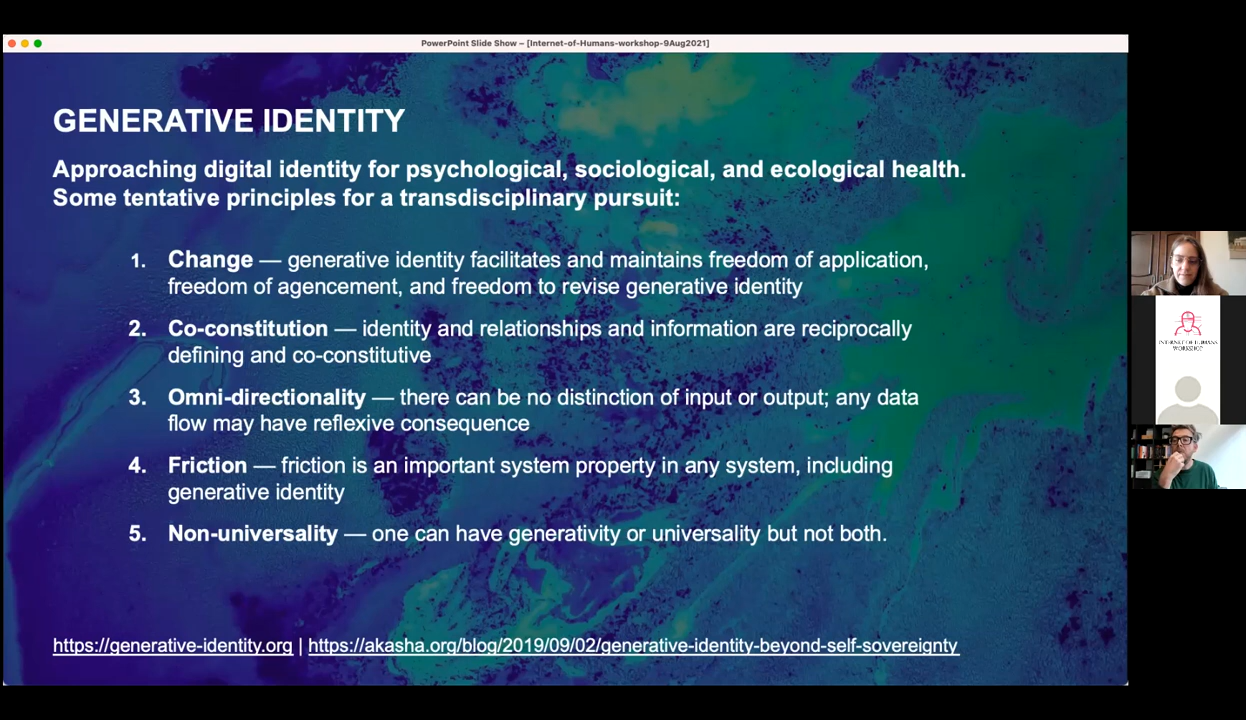 PowerPoint Slide Show – [Internet-of-Humans-workshop-9Aug2021]
GENERATIVE IDENTITY
Approaching digital identity for psychological, sociological, and ecological health.
Some tentative principles for a transdisciplinary pursuit:
1. Change — generative identity facilitates and maintains freedom of application,
freedom of agencement, and freedom to revise generative identity
2. Co-constitution — identity and relationships and information are reciprocally
defining and co-constitutive
3. Omni-directionality — there can be no distinction of input or output; any data
flow may have reflexive consequence
4. Friction — friction is an important system property in any system, including
generative identity
5. Non-universality — one can have generativity or universality but not both.
https://generative-identity.org | https://akasha.org/blog/2019/09/02/generative-identity-beyond-self-sovereignty
INTERNET OF HUMANS
WORKSHOP